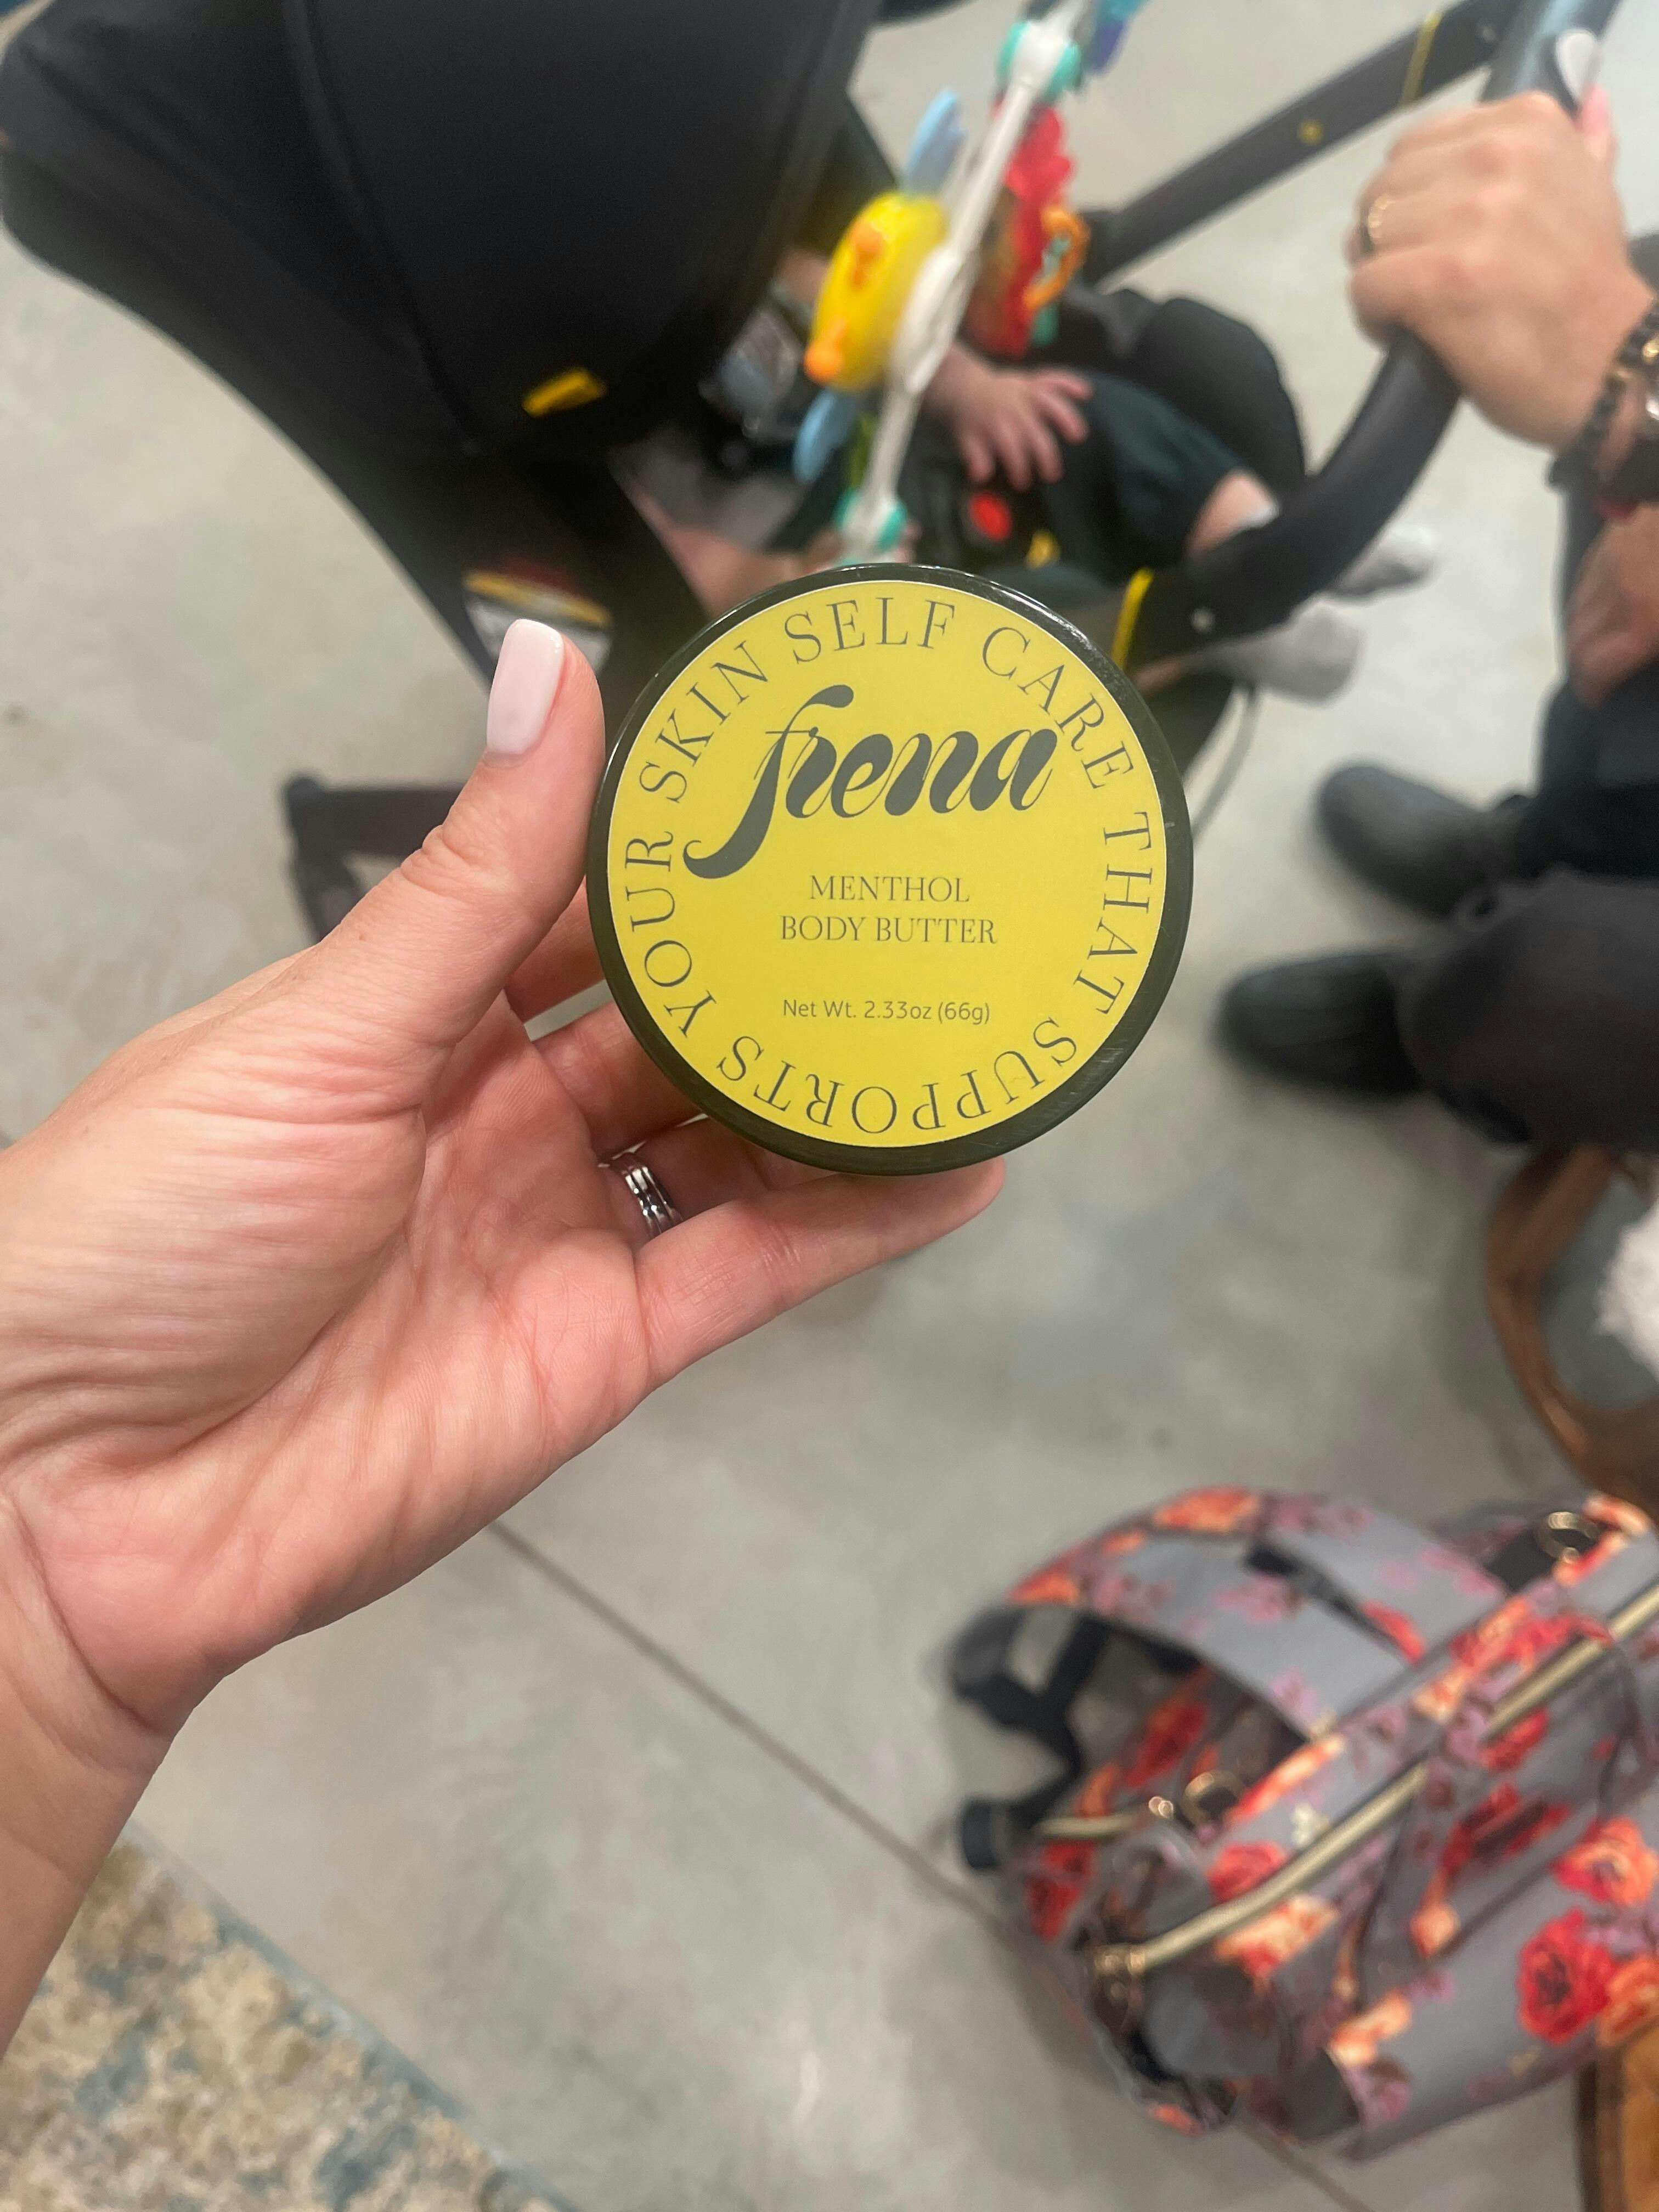 SELF CARE THAT SUPPORTS YOUR SKIN
frena
MENTHOL
BODY BUTTER
Net Wt. 2.33oz (66g)